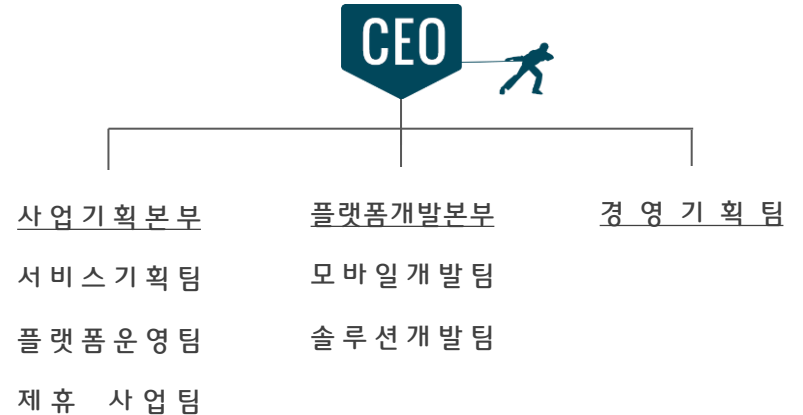 CEO
사업기획본부
서비스기획팀
플랫폼운영팀
제휴 사업팀
플랫폼개발본부
모바일개발팀
솔루션개발팀
경영기획팀